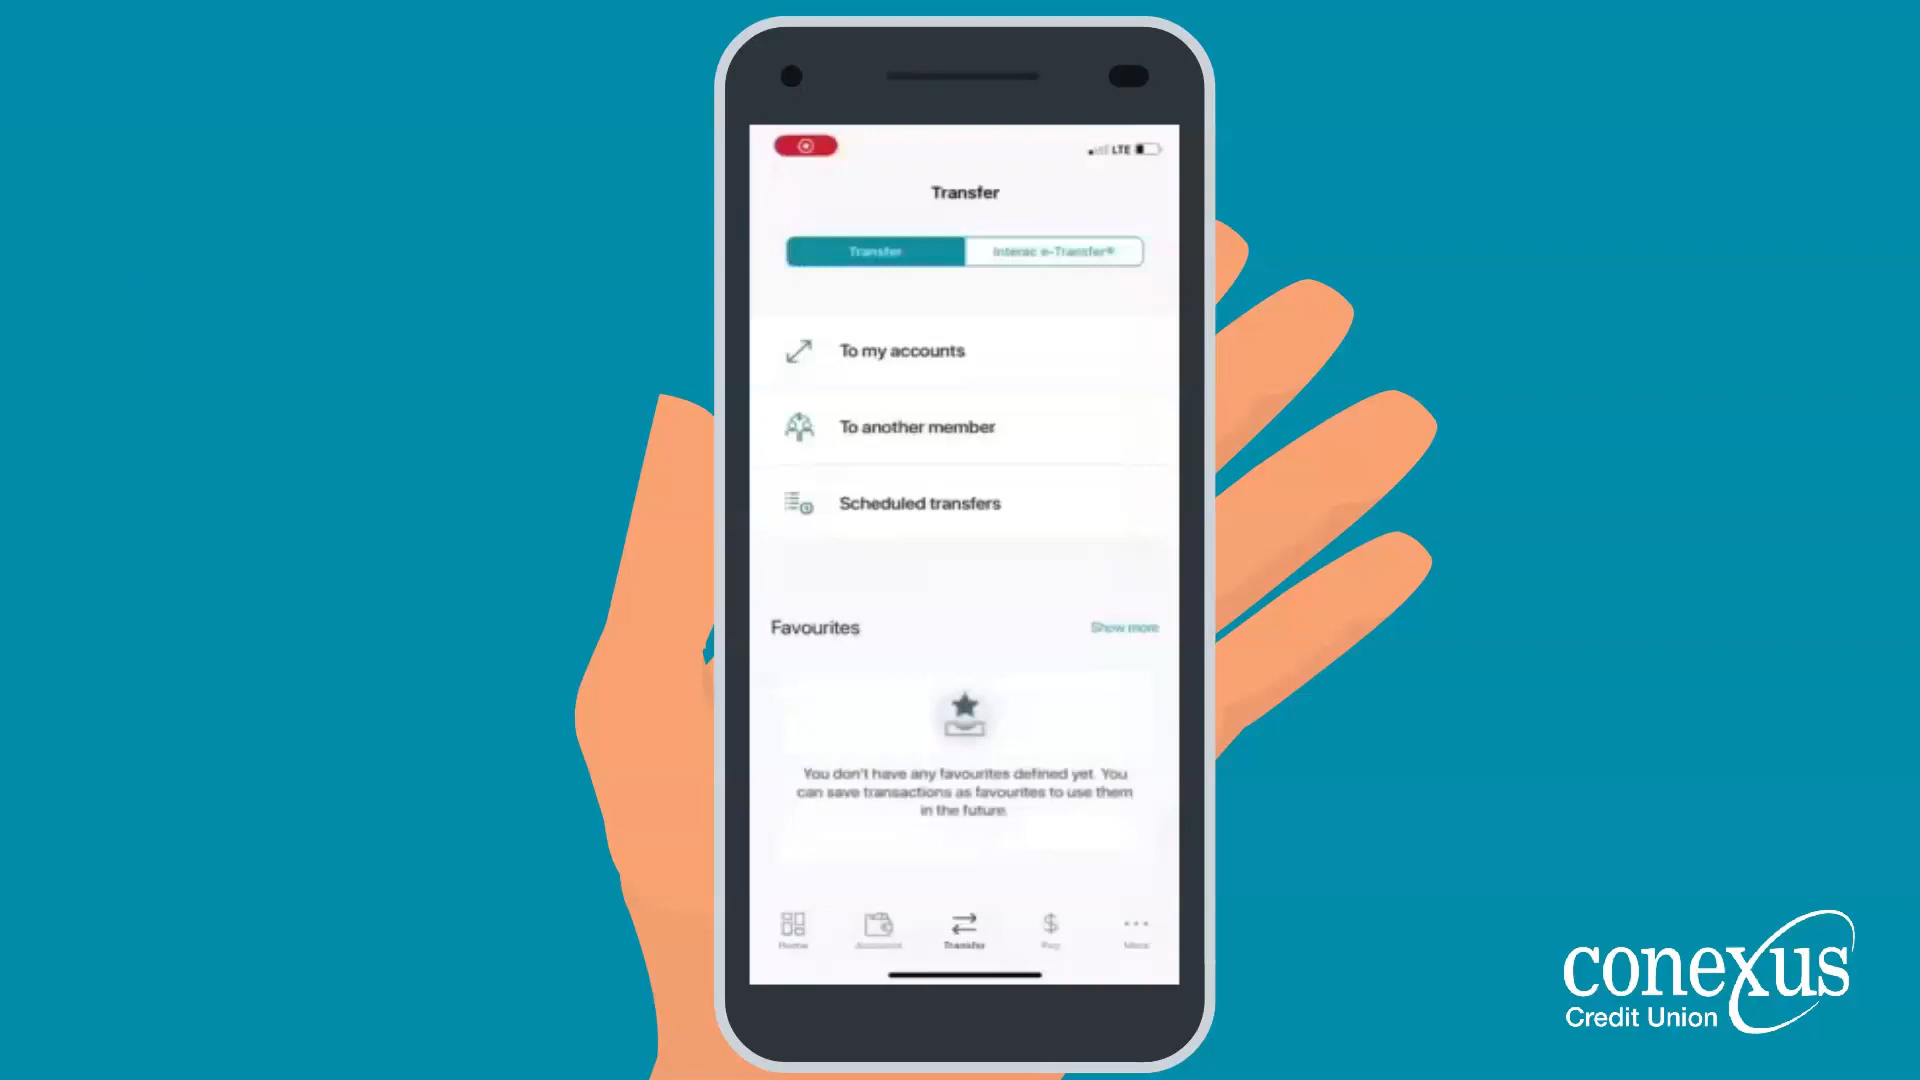 LTE
Transfer
Transfer
Interac e-Transfer®
To my accounts
To another member
Scheduled transfers
Favourites
Show more
You don't have any favourites defined yet. You
can save transactions as favourites to use them
in the future.
Home
Accounts
Transfer
Pay
More
conexus
Credit Union